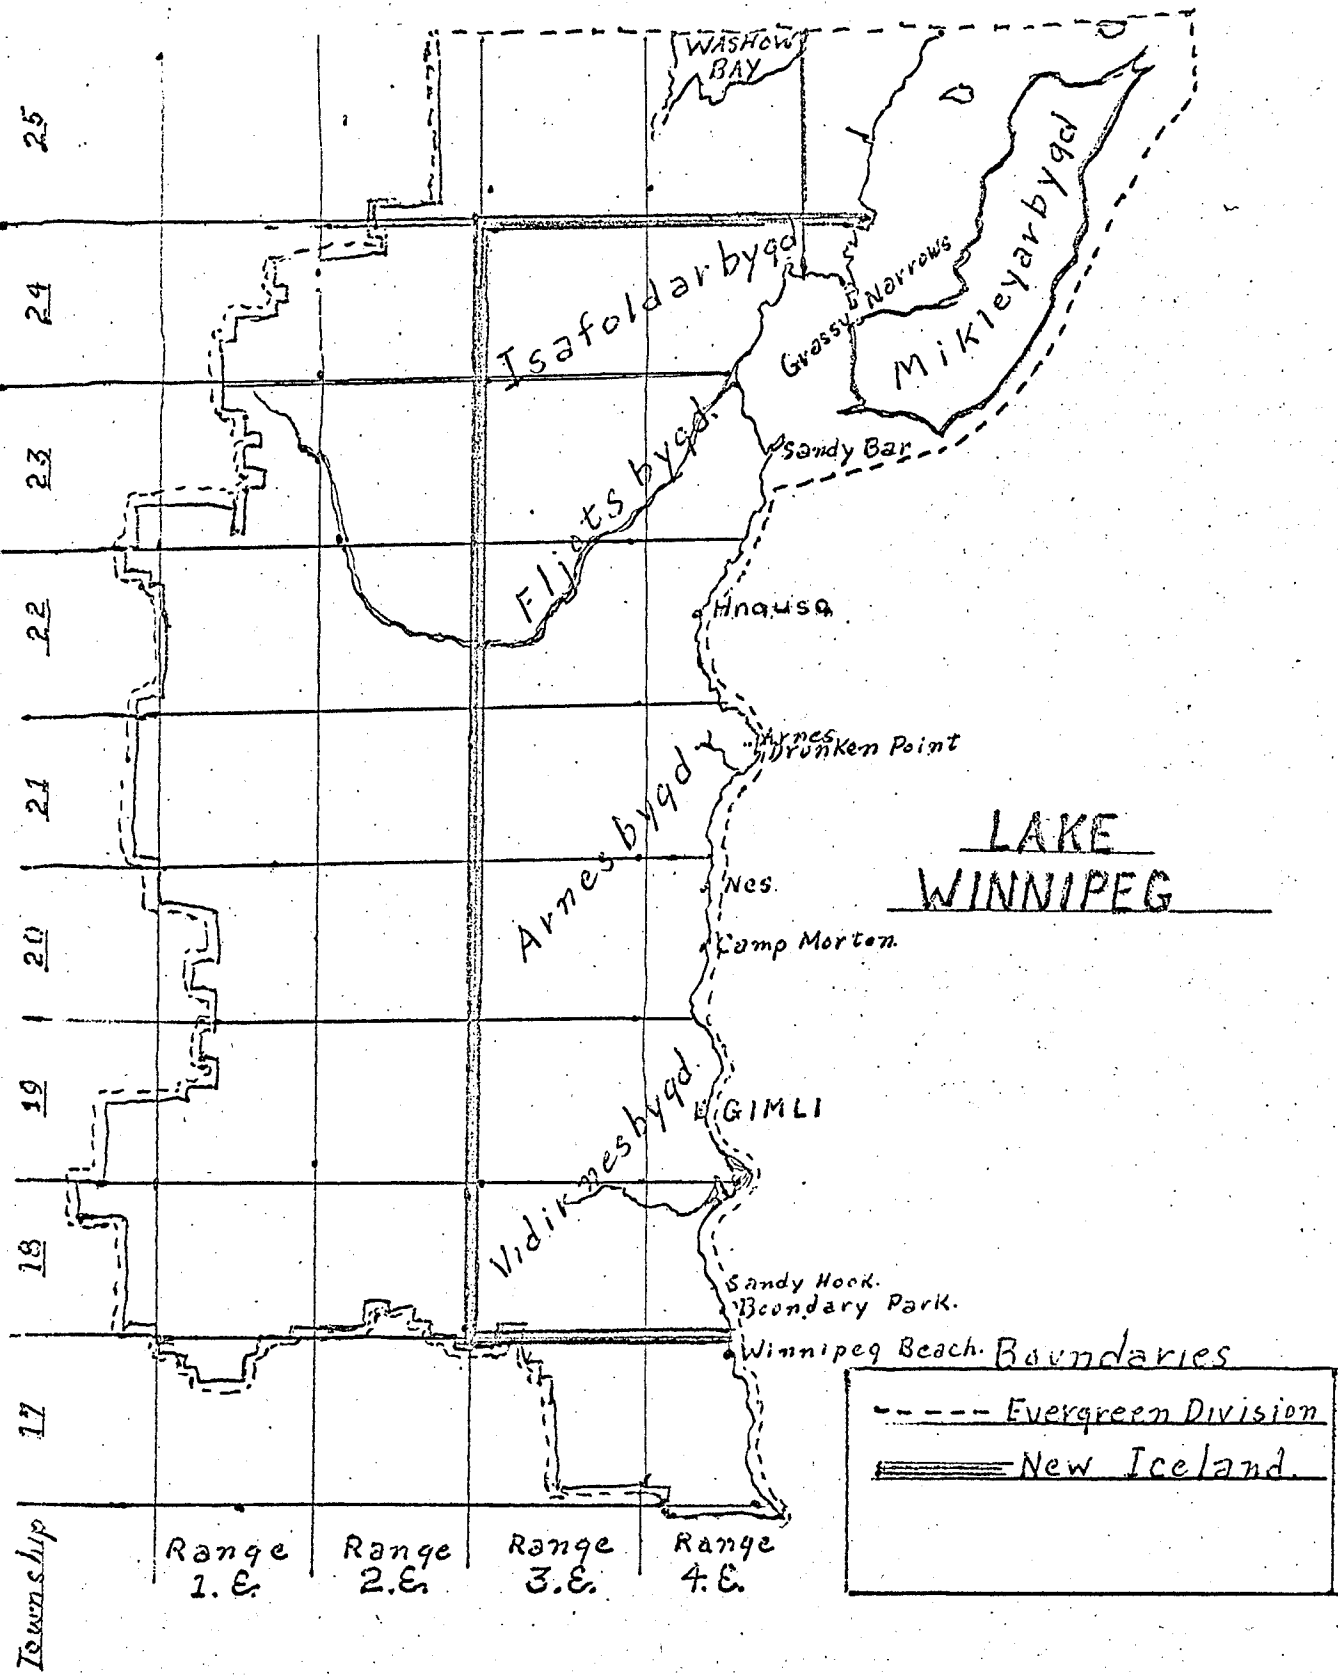 WASHOW
BAY
25
24
23
22
21
20
19
18
17
Township
Isafoldarbygd
Grassy Narrows
Mikleyarbygd
Fljotsbygd.
Sandy Bar
Hnausa
Arnes
Drunken Point
Arnesbygd
LAKE
WINNIPEG
Nes.
Camp Morton.
Vidirnesbygd.
GIMLI
Sandy Hook.
Boundary Park.
Winnipeg Beach.
Boundaries
Evergreen Division
New Iceland.
Range
1. E.
Range
2. E.
Range
3. E.
Range
4. E.